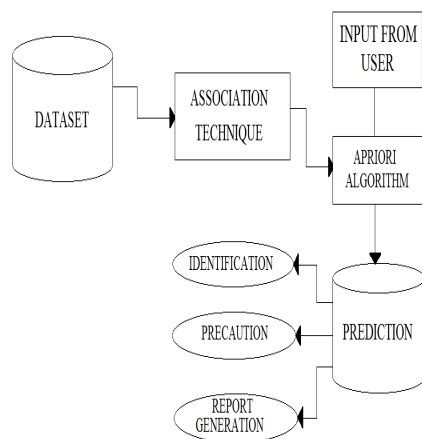 INPUT FROM
USER
DATASET
ASSOCIATION
TECHNIQUE
APRIORI
ALGORITHM
IDENTIFICATION
PRECAUTION
PREDICTION
REPORT
GENERATION